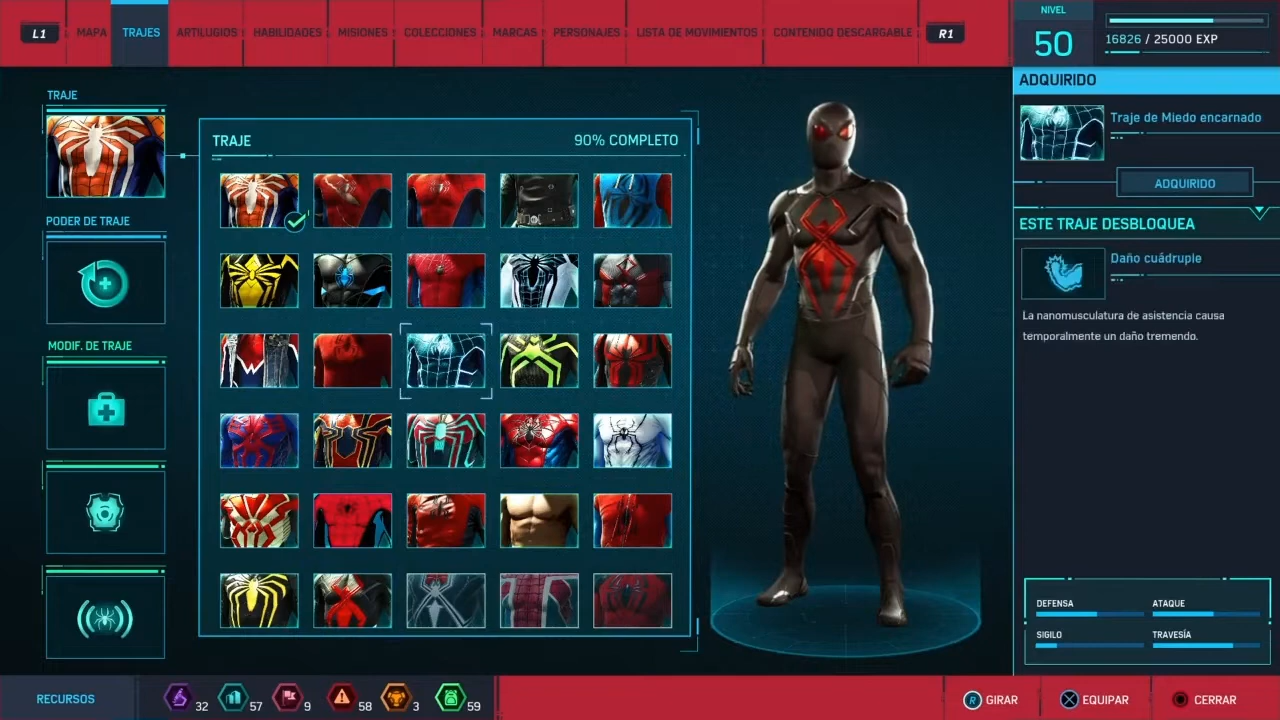 L1
MAPA
TRAJES
ARTILUGIOS
HABILIDADES
MISIONES
COLECCIONES
MARCAS
PERSONAJES
LISTA DE MOVIMIENTOS
CONTENIDO DESCARGABLE
R1
NIVEL
50
16826 / 25000 EXP
TRAJE
PODER DE TRAJE
MODIF. DE TRAJE
TRAJE
90% COMPLETO
ADQUIRIDO
Traje de Miedo encarnado
ADQUIRIDO
ESTE TRAJE DESBLOQUEA
Daño cuádruple
La nanomusculatura de asistencia causa
temporalmente un daño tremendo.
DEFENSA
ATAQUE
SIGILO
TRAVESÍA
RECURSOS
32
57
9
58
3
59
R GIRAR
EQUIPAR
CERRAR